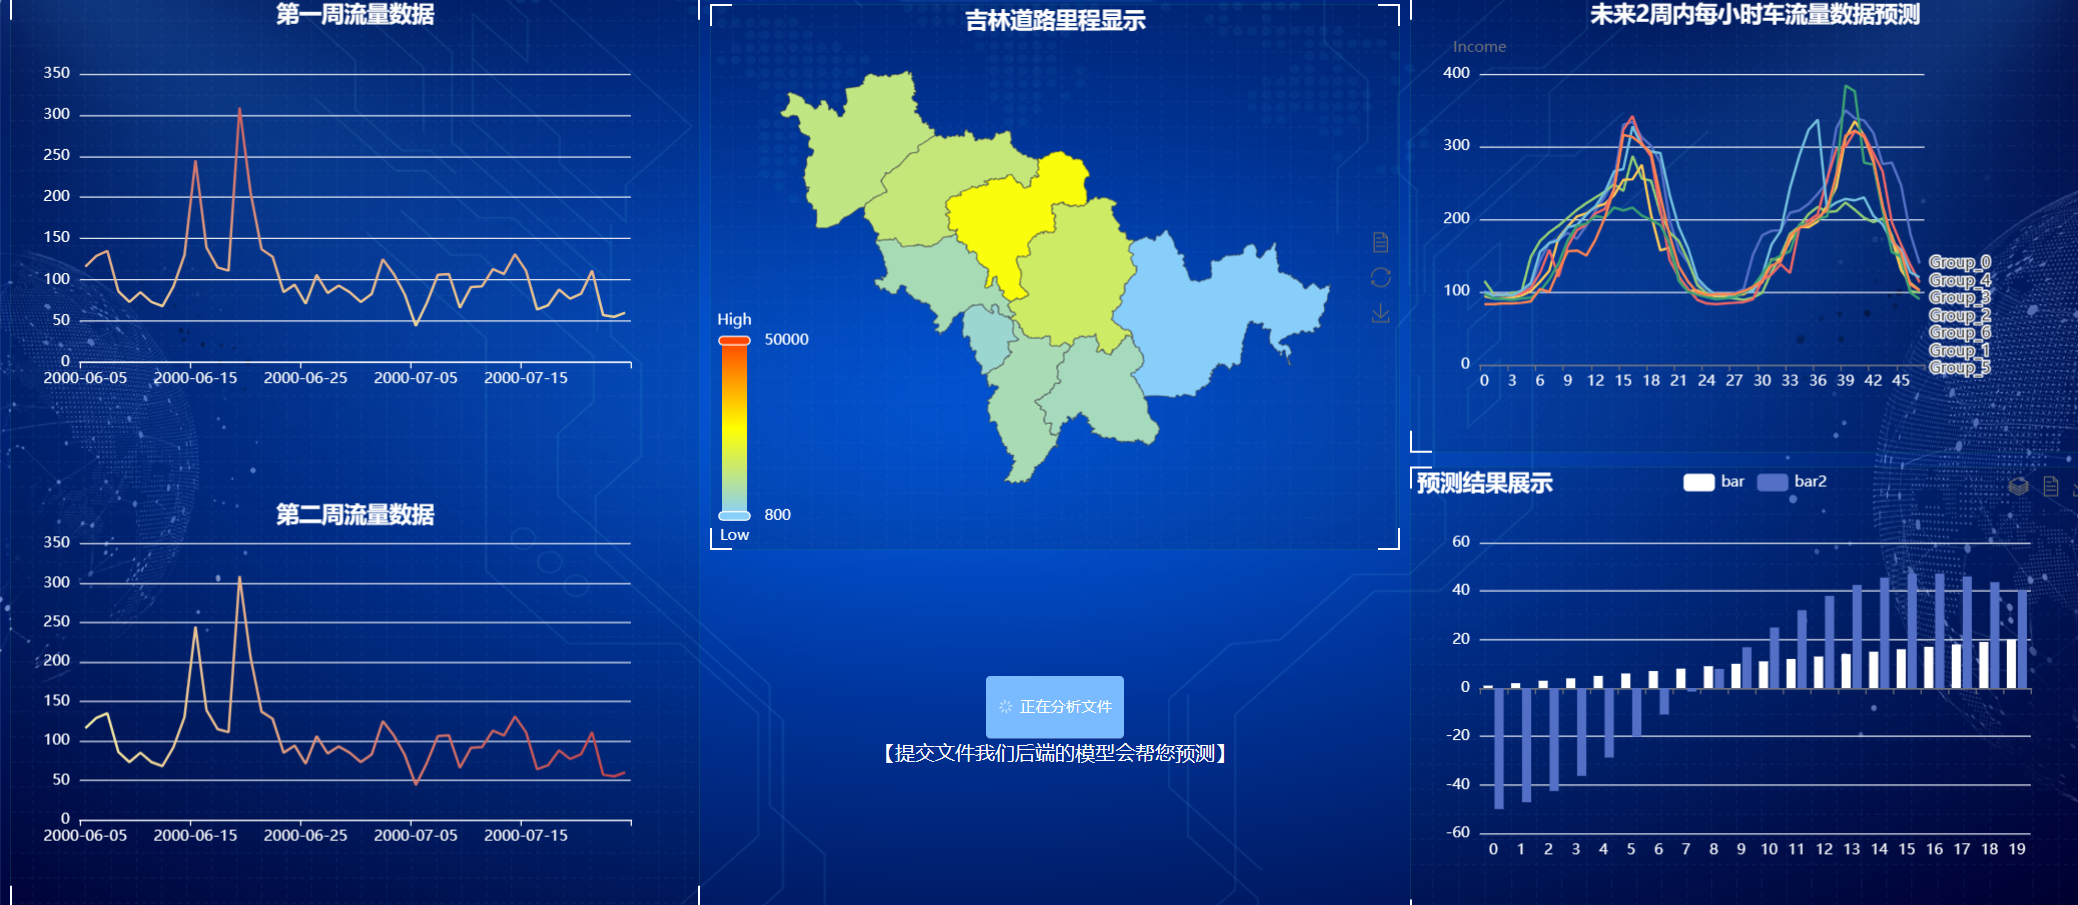 第一周流量数据
350
300
250
200
150
100
50
0
2000-06-05 2000-06-15 2000-06-25 2000-07-05 2000-07-15
第二周流量数据
350
300
250
200
150
100
50
0
2000-06-05 2000-06-15 2000-06-25 2000-07-05 2000-07-15
吉林道路里程显示
High
50000
800
Low
正在分析文件
【提交文件我们后端的模型会帮您预测】
未来2周内每小时车流量数据预测
Income
400
300
200
100
0
0 3 6 9 12 15 18 21 24 27 30 33 36 39 42 45
Group_0
Group_4
Group_3
Group_2
Group_6
Group_1
Group_5
预测结果展示
bar bar2
60
40
20
0
-20
-40
-60
0 1 2 3 4 5 6 7 8 9 10 11 12 13 14 15 16 17 18 19